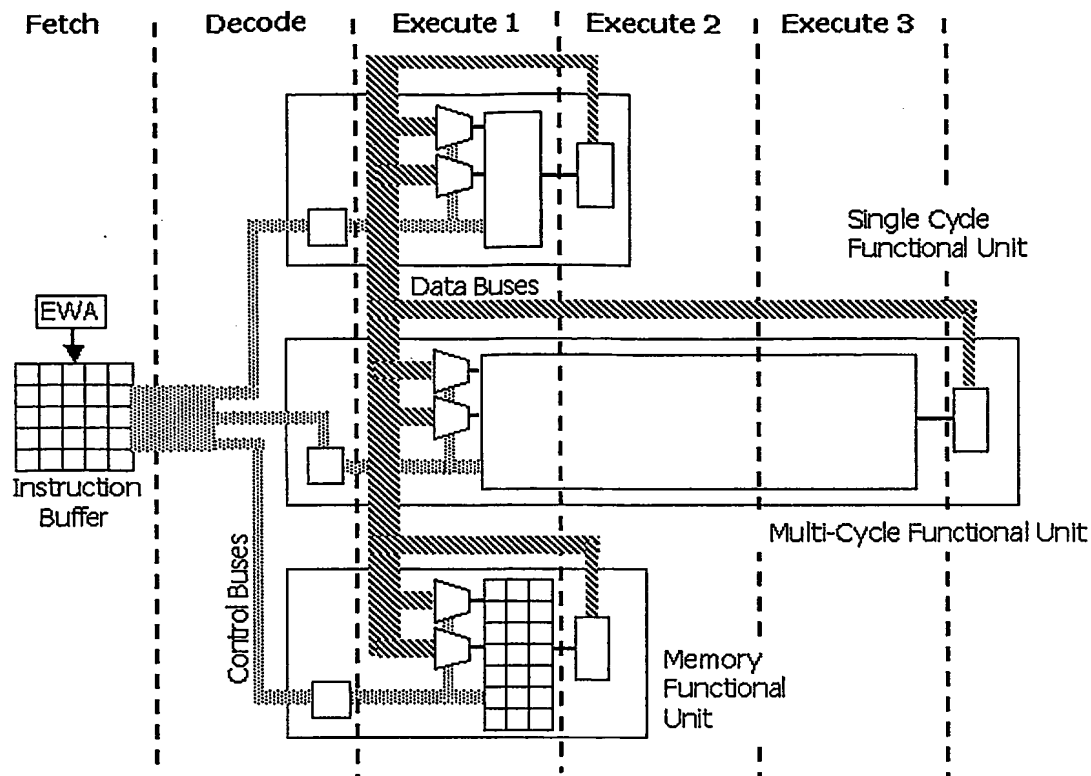 Fetch
Decode
Execute 1
Execute 2
Execute 3
Single Cycle
Functional Unit
Data Buses
EWA
Instruction
Buffer
Multi-Cycle Functional Unit
Control Buses
Memory
Functional
Unit